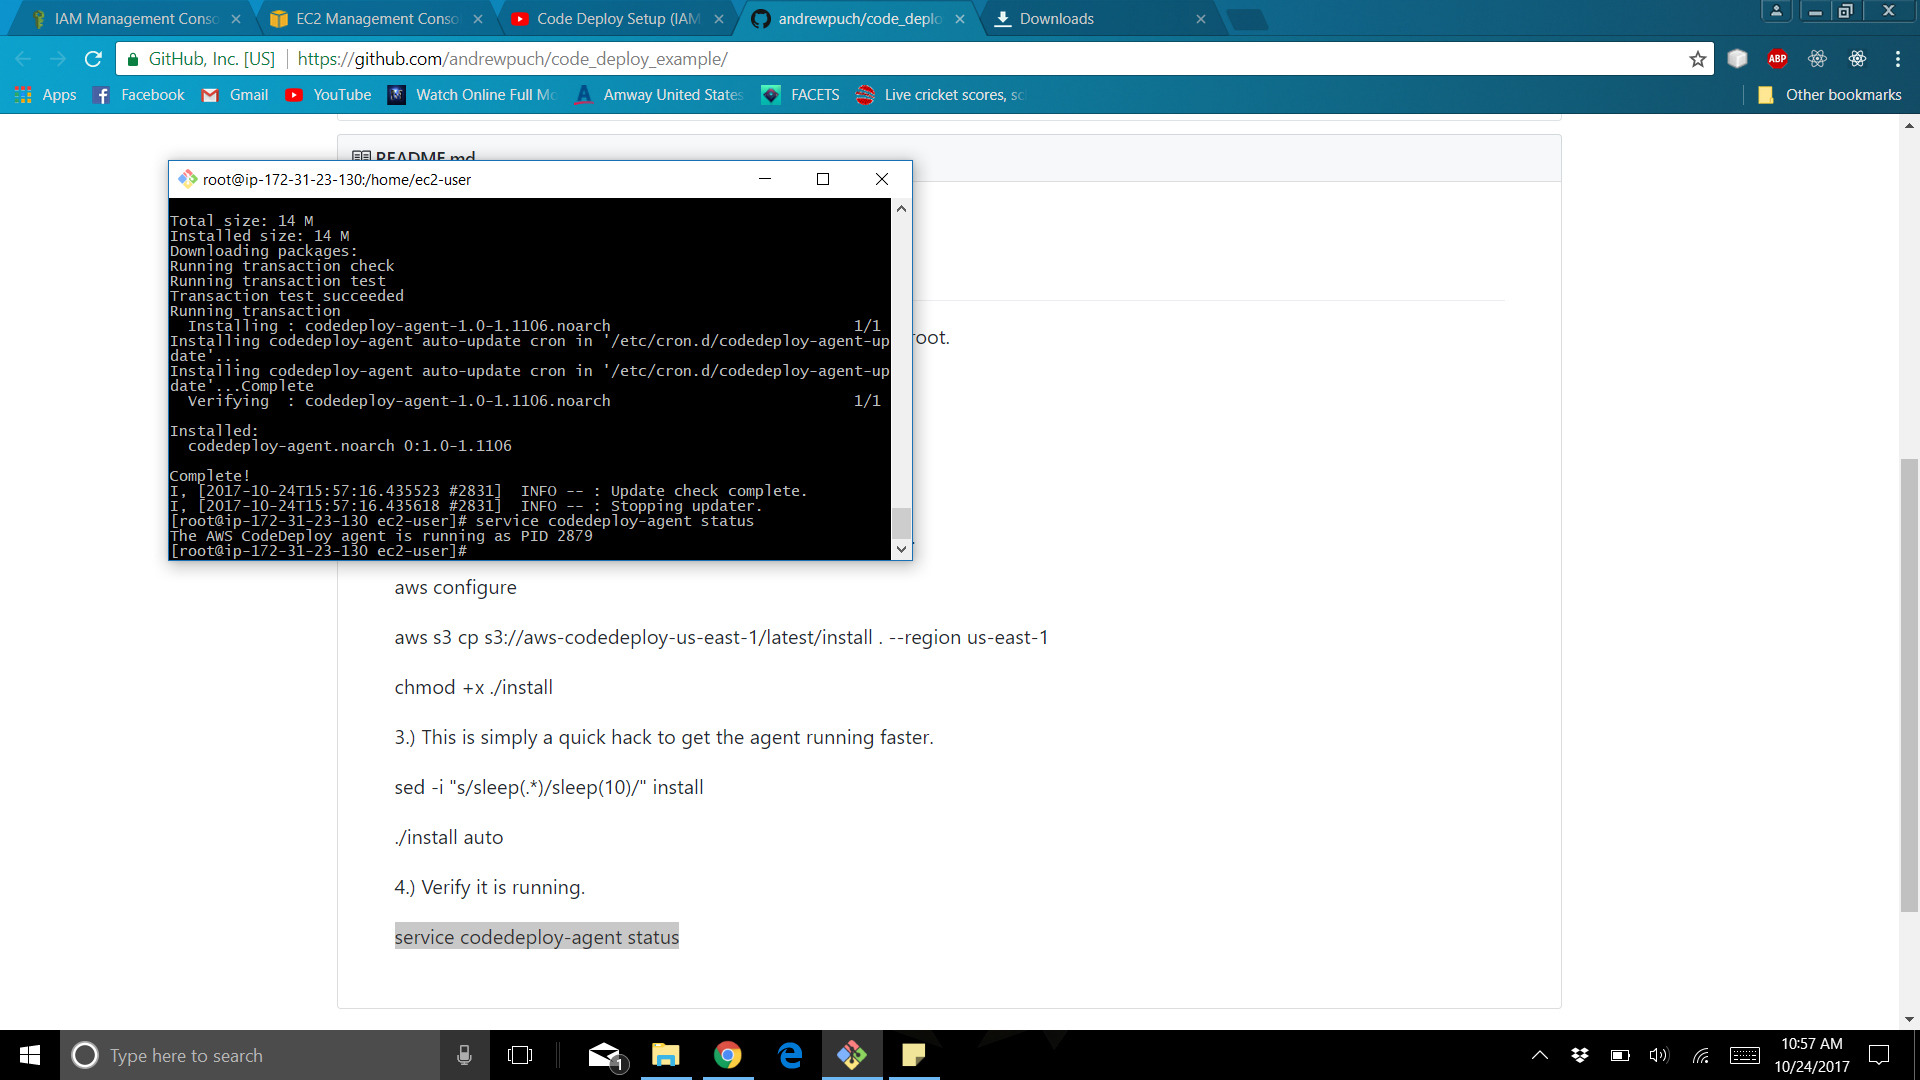 IAM Management Conso
EC2 Management Conso
Code Deploy Setup (IAM
andrewpuch/code_deplo
Downloads
GitHub, Inc. [US]
https://github.com/andrewpuch/code_deploy_example/
ABP
Apps
Facebook
Gmail
YouTube
Watch Online Full Mo
Amway United States
FACETS
Live cricket scores, sc
Other bookmarks
README.md
root@ip-172-31-23-130:/home/ec2-user
Total size: 14 M
Installed size: 14 M
Downloading packages:
Running transaction check
Running transaction test
Transaction test succeeded
Running transaction
Installing : codedeploy-agent-1.0-1.1106.noarch 1/1
Installing codedeploy-agent auto-update cron in '/etc/cron.d/codedeploy-agent-up
date'...
Installing codedeploy-agent auto-update cron in '/etc/cron.d/codedeploy-agent-up
date'...Complete
Verifying : codedeploy-agent-1.0-1.1106.noarch 1/1
Installed:
codedeploy-agent.noarch 0:1.0-1.1106
Complete!
I, [2017-10-24T15:57:16.435523 #2831] INFO -- : Update check complete.
I, [2017-10-24T15:57:16.435618 #2831] INFO -- : Stopping updater.
[root@ip-172-31-23-130 ec2-user]# service codedeploy-agent status
The AWS CodeDeploy agent is running as PID 2879
[root@ip-172-31-23-130 ec2-user]#
root.
aws configure
aws s3 cp s3://aws-codedeploy-us-east-1/latest/install . --region us-east-1
chmod +x ./install
3.) This is simply a quick hack to get the agent running faster.
sed -i "s/sleep(.*)/sleep(10)/" install
./install auto
4.) Verify it is running.
service codedeploy-agent status
Type here to search
1
10:57 AM
10/24/2017